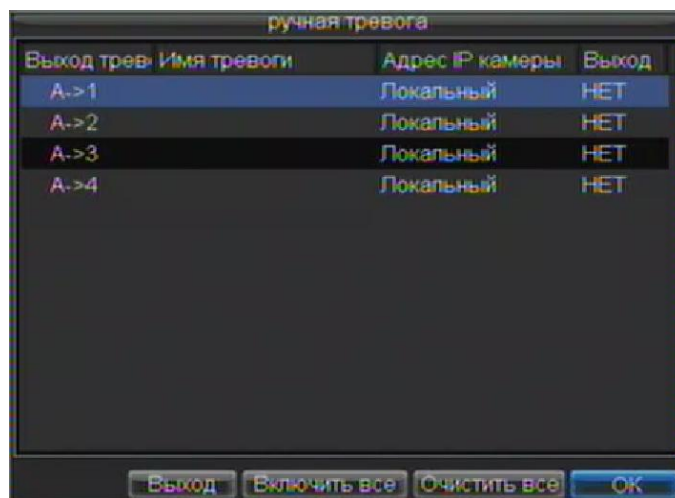 ручная тревога
Выход трев Имя тревоги Адрес IP камеры Выход
A->1 Локальный НЕТ
A->2 Локальный НЕТ
A->3 Локальный НЕТ
A->4 Локальный НЕТ
Выход Включить все Очистить все OK